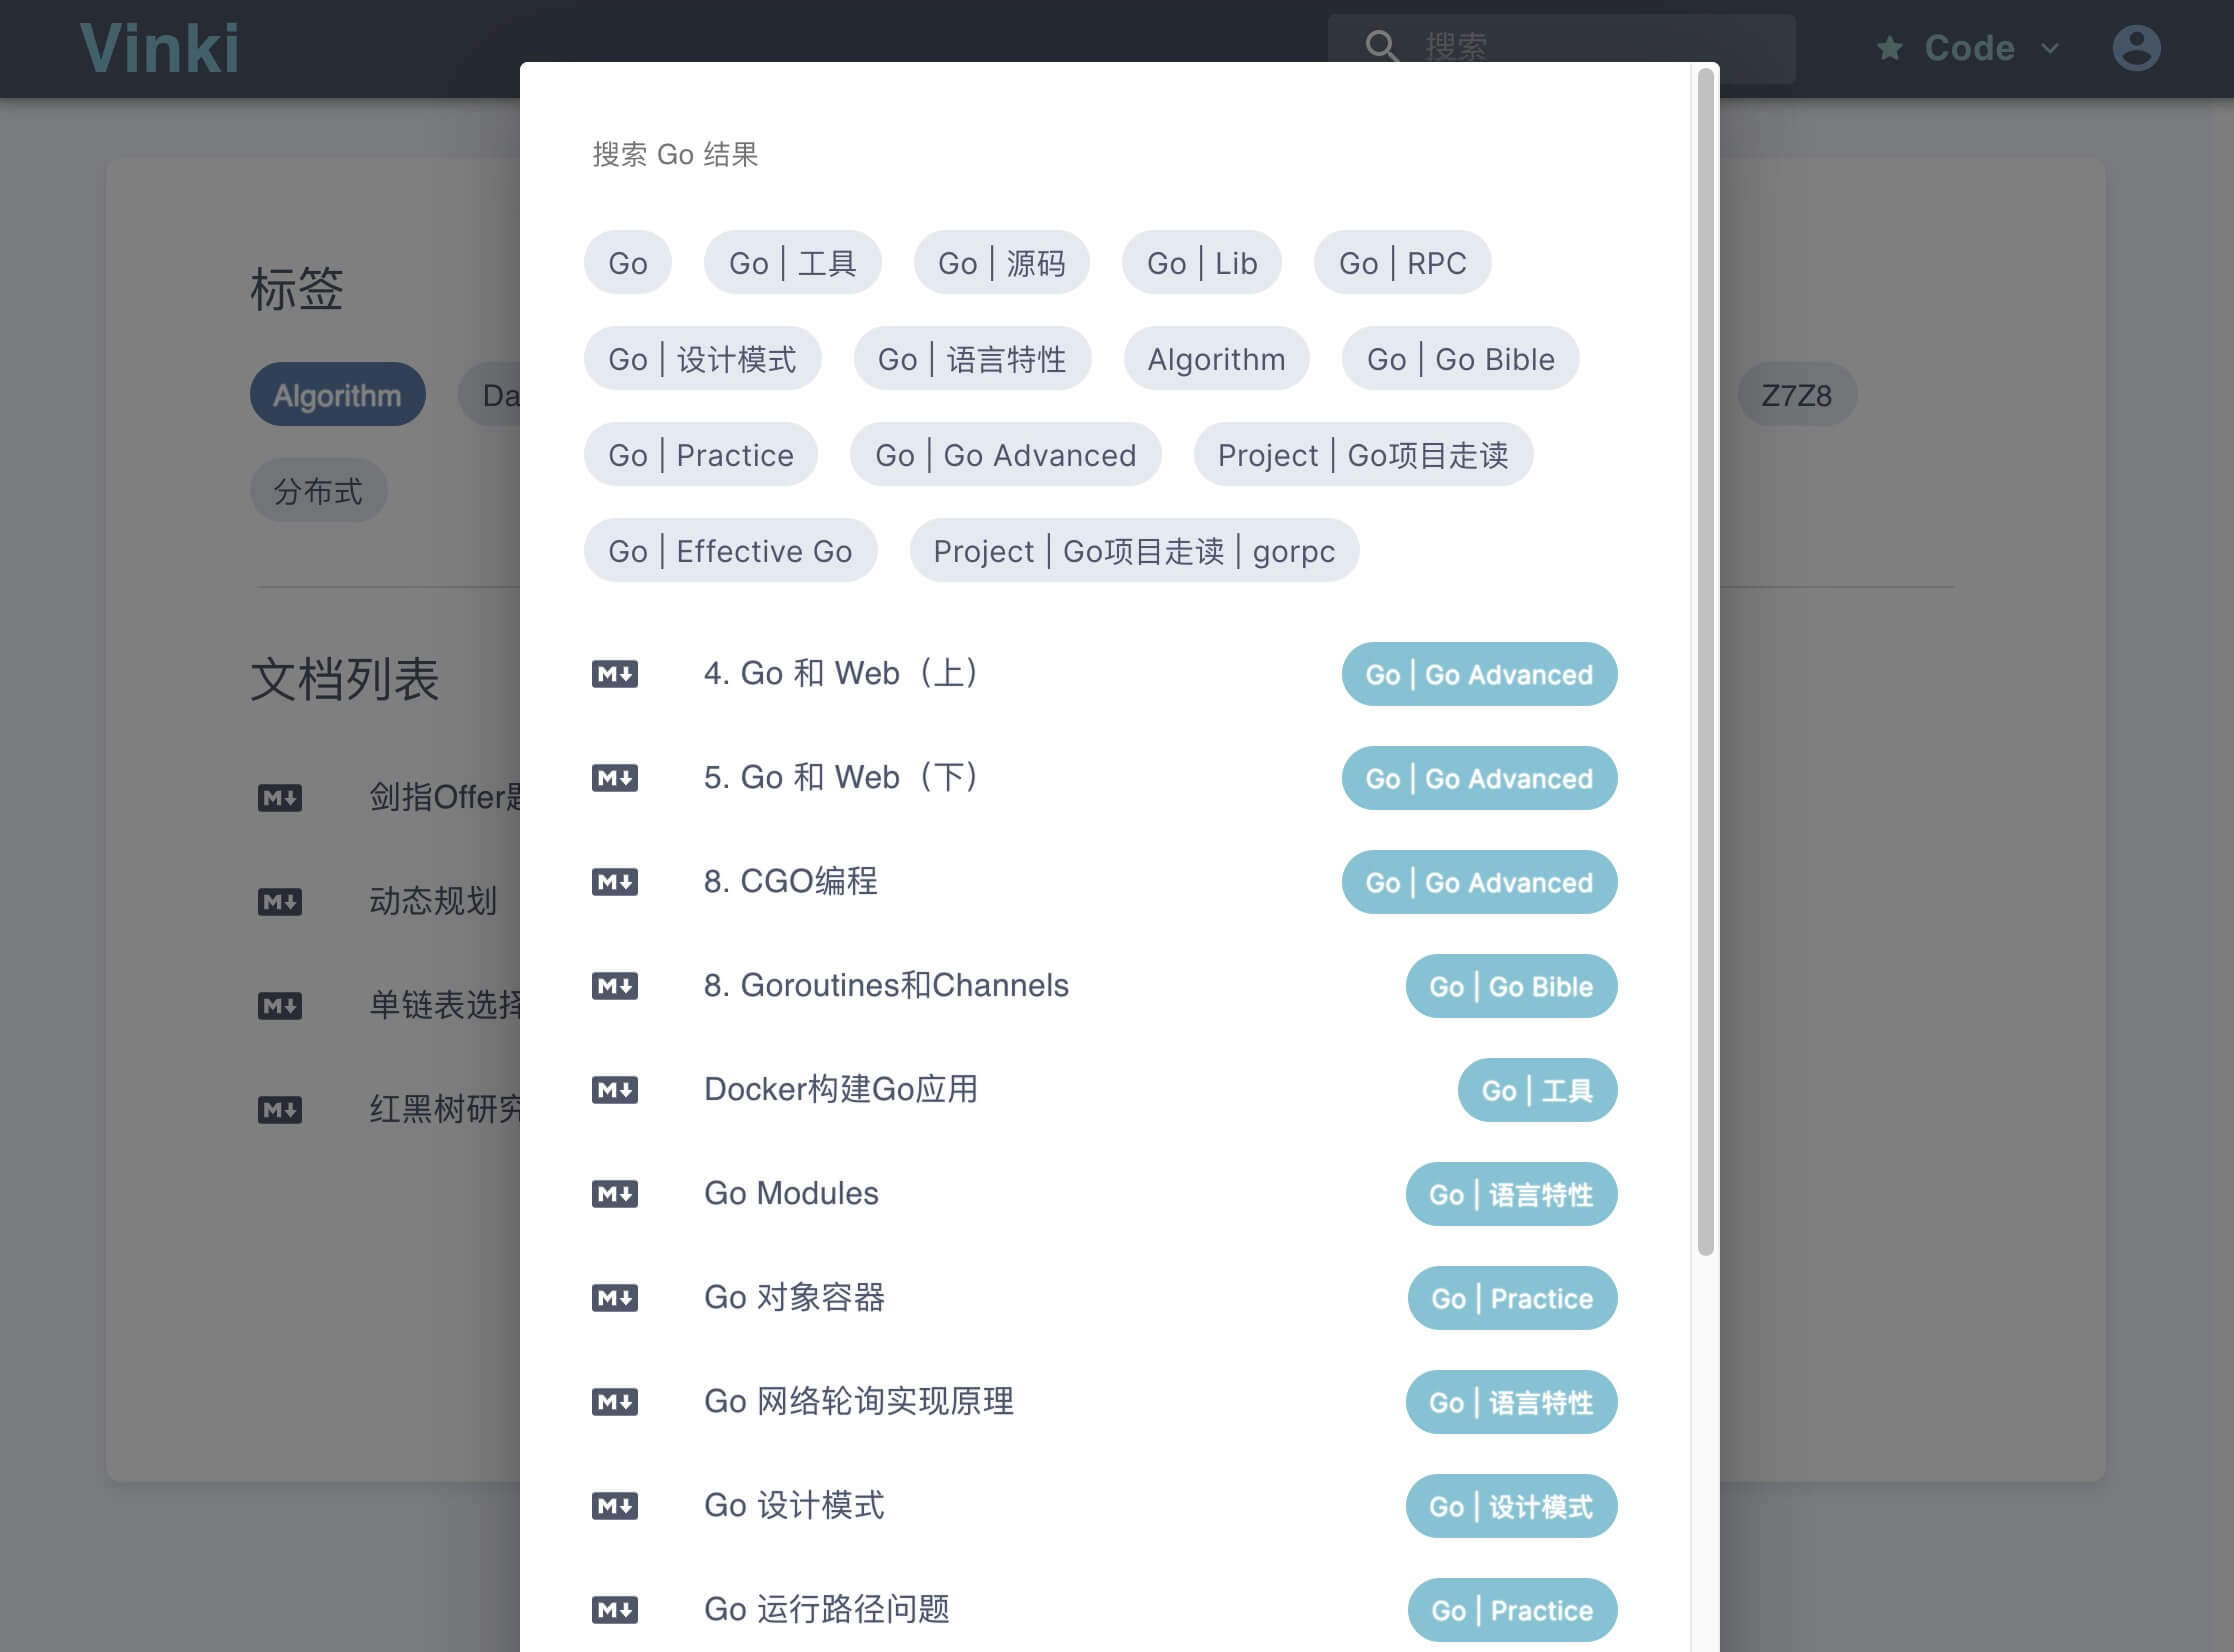 Vinki
搜索
Code
标签
Algorithm
Da
Z7Z8
分布式
文档列表
剑指Offer
动态规划
单链表选择
红黑树研究
搜索 Go 结果
Go
Go | 工具
Go | 源码
Go | Lib
Go | RPC
Go | 设计模式
Go | 语言特性
Algorithm
Go | Go Bible
Go | Practice
Go | Go Advanced
Project | Go项目走读
Go | Effective Go
Project | Go项目走读 | gorpc
4. Go 和 Web（上）
Go | Go Advanced
5. Go 和 Web（下）
Go | Go Advanced
8. CGO编程
Go | Go Advanced
8. Goroutines和Channels
Go | Go Bible
Docker构建Go应用
Go | 工具
Go Modules
Go | 语言特性
Go 对象容器
Go | Practice
Go 网络轮询实现原理
Go | 语言特性
Go 设计模式
Go | 设计模式
Go 运行路径问题
Go | Practice